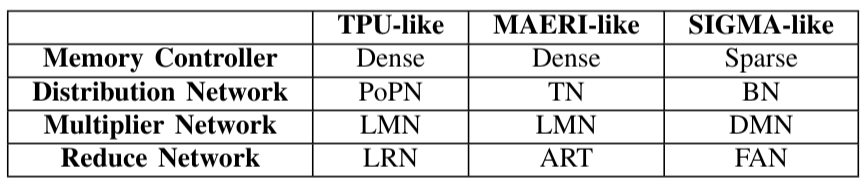 TPU-like MAERI-like SIGMA-like
Memory Controller Dense Dense Sparse
Distribution Network PoPN TN BN
Multiplier Network LMN LMN DMN
Reduce Network LRN ART FAN